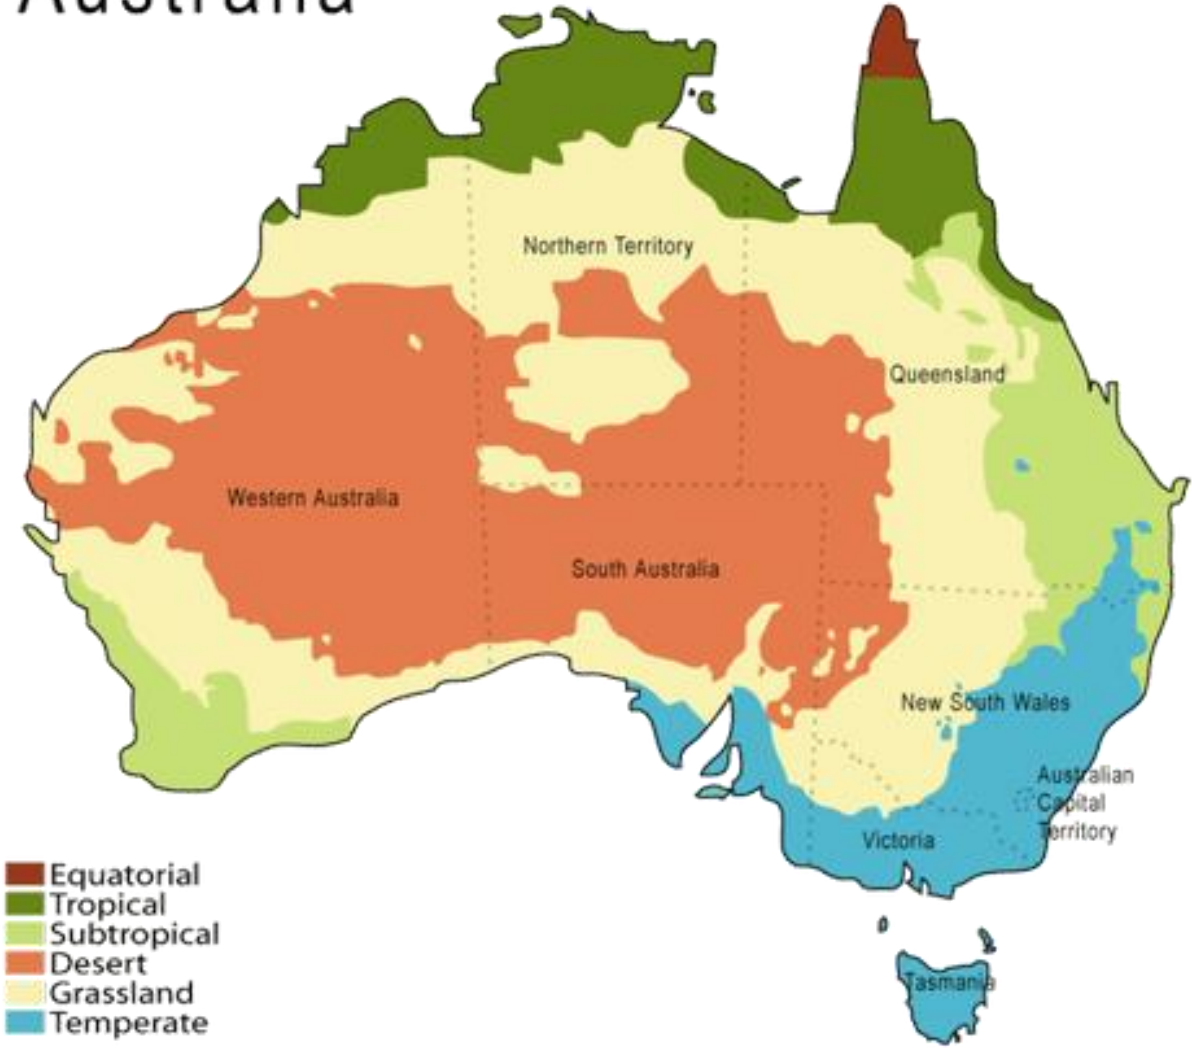 Australia
Northern Territory
Queensland
Western Australia
South Australia
New South Wales
Australian
Capital
Territory
Victoria
Tasmania
Equatorial
Tropical
Subtropical
Desert
Grassland
Temperate